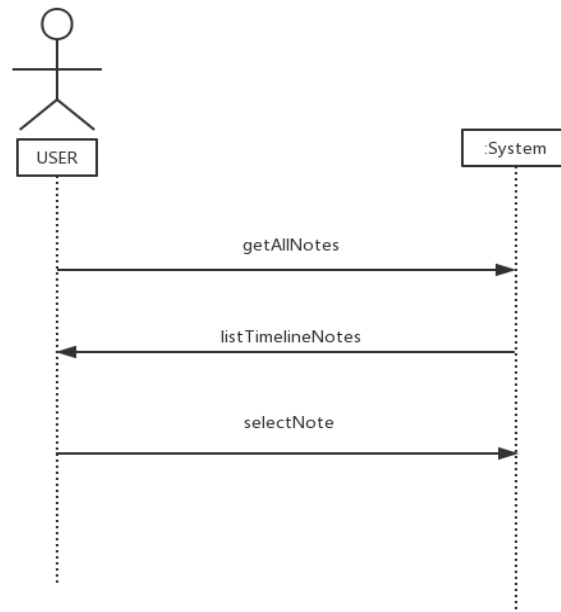 USER
:System
getAllNotes
listTimelineNotes
selectNote